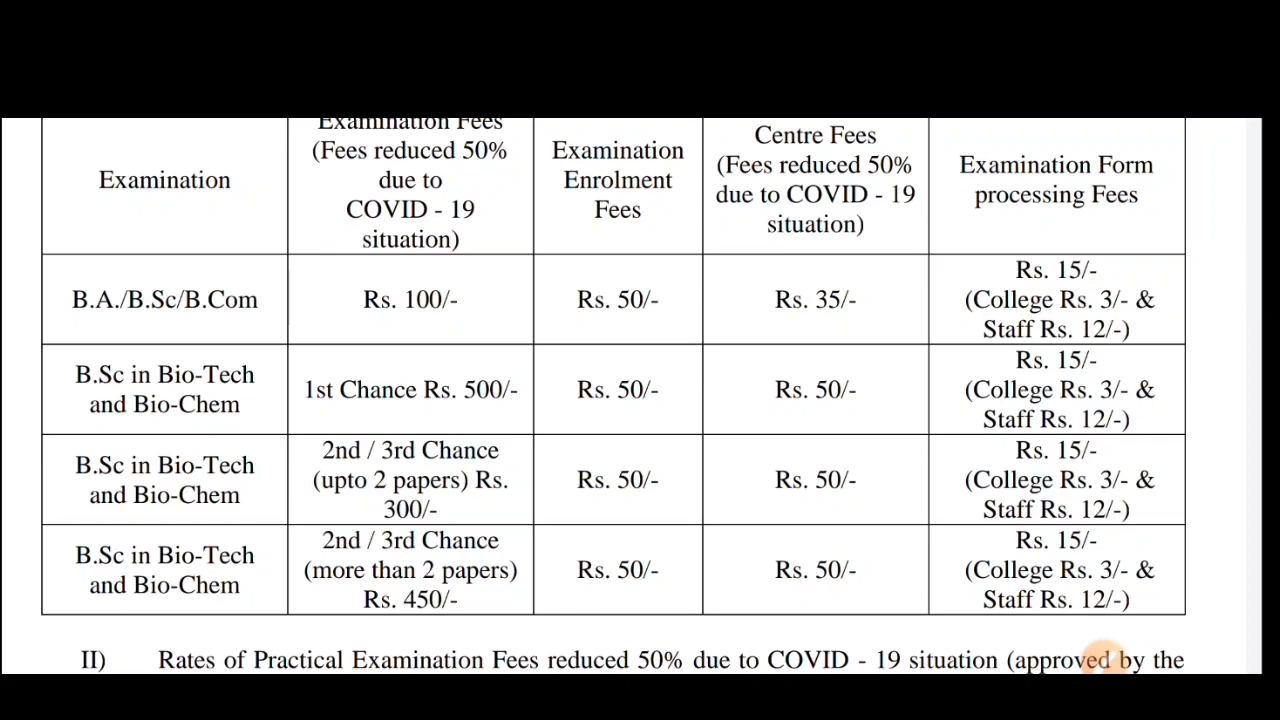 Examination
Examination Fees
(Fees reduced 50%
due to
COVID - 19
situation)
Examination
Enrolment
Fees
Centre Fees
(Fees reduced 50%
due to COVID - 19
situation)
Examination Form
processing Fees
B.A./B.Sc/B.Com
Rs. 100/-
Rs. 50/-
Rs. 35/-
Rs. 15/-
(College Rs. 3/- &
Staff Rs. 12/-)
B.Sc in Bio-Tech
and Bio-Chem
1st Chance Rs. 500/-
Rs. 50/-
Rs. 50/-
Rs. 15/-
(College Rs. 3/- &
Staff Rs. 12/-)
B.Sc in Bio-Tech
and Bio-Chem
2nd / 3rd Chance
(upto 2 papers) Rs.
300/-
Rs. 50/-
Rs. 50/-
Rs. 15/-
(College Rs. 3/- &
Staff Rs. 12/-)
B.Sc in Bio-Tech
and Bio-Chem
2nd / 3rd Chance
(more than 2 papers)
Rs. 450/-
Rs. 50/-
Rs. 50/-
Rs. 15/-
(College Rs. 3/- &
Staff Rs. 12/-)
II) Rates of Practical Examination Fees reduced 50% due to COVID - 19 situation (approved by the